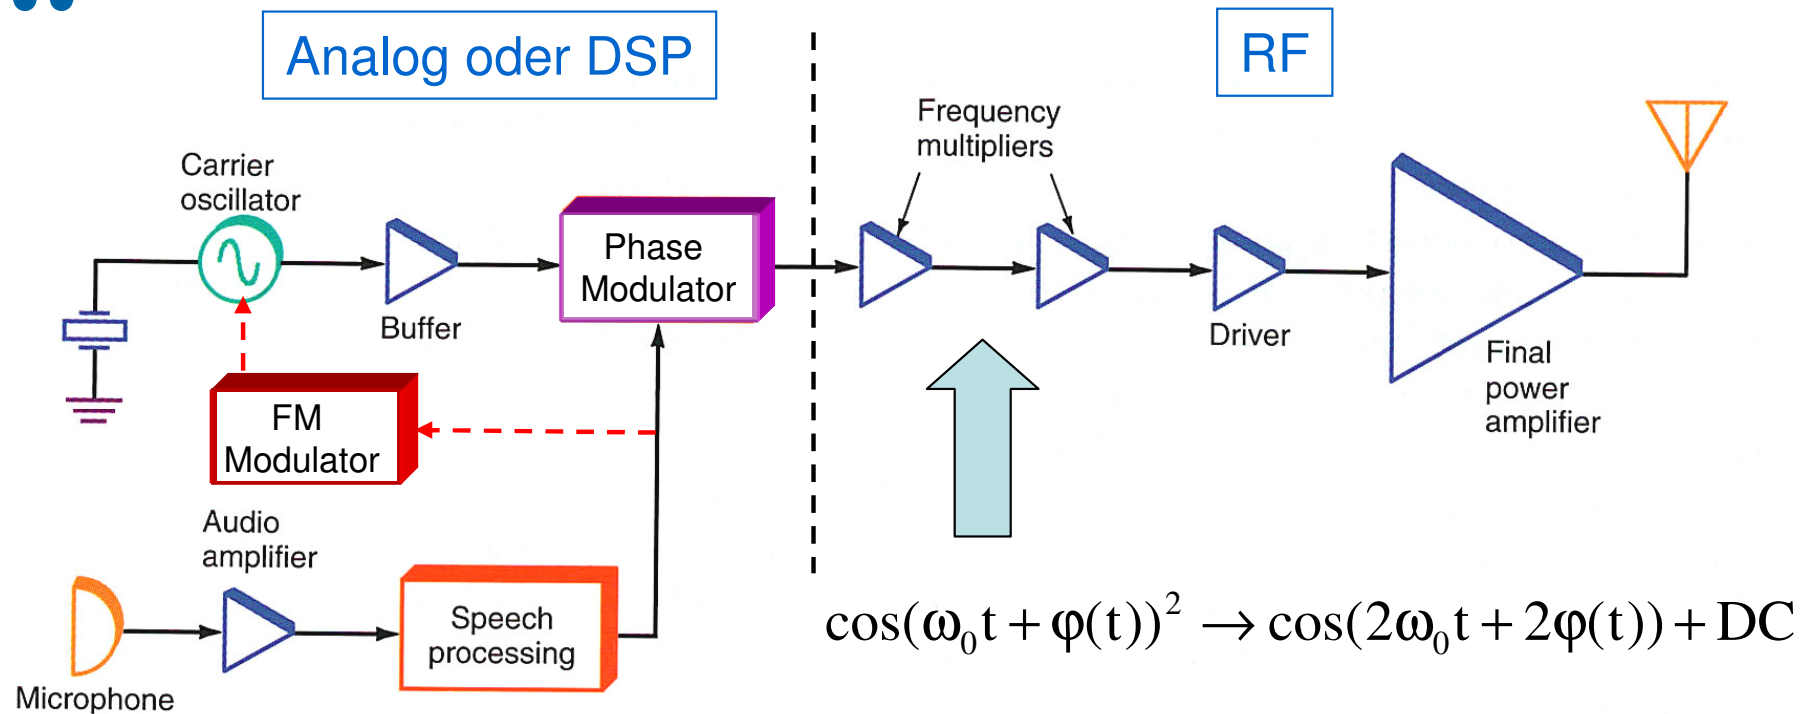 Analog oder DSP
RF
Frequency
multipliers
Carrier
oscillator
Phase
Modulator
Buffer
Driver
Final
power
amplifier
FM
Modulator
Audio
amplifier
Speech
processing
Microphone
cos(ω₀t + φ(t))² → cos(2ω₀t + 2φ(t)) + DC